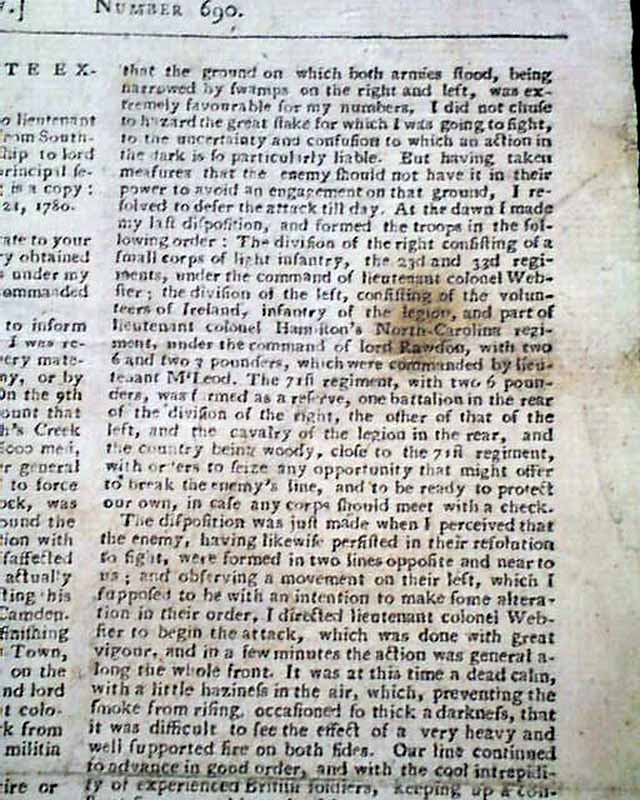 NUMBER 690.
TE EX-
o lieutenant
rom South-
hip to lord
principal se-
; is a copy:
21, 1780.
rate to your
ry obtained
s under my
ommanded
to inform
I was re-
very mate-
ny, or by
On the 9th
ount that
h's Creek
5000 men,
er general
to force
ock, was
ound the
tion with
isaffected
actually
sting his
Camden.
finishing
Town,
on the
nd lord
t colo-
rk from
militia
ire or
that the ground on which both armies stood, being
narrowed by swamps on the right and left, was ex-
tremely favourable for my numbers, I did not chuse
to hazard the great stake for which I was going to fight,
to the uncertainty and confusion to which an action in
the dark is so particularly liable. But having taken
measures that the enemy should not have it in their
power to avoid an engagement on that ground, I re-
solved to defer the attack till day. At the dawn I made
my last disposition, and formed the troops in the fol-
lowing order: The division of the right consisting of a
small corps of light infantry, the 23d and 33d regi-
ments, under the command of lieutenant colonel Web-
ster; the division of the left, consisting of the volun-
teers of Ireland, infantry of the legion, and part of
lieutenant colonel Hamilton's North-Carolina regi-
ment, under the command of lord Rawdon, with two
6 and two 3 pounders, which were commanded by lieu-
tenant M'Leod. The 71st regiment, with two 6 poun-
ders, was formed as a reserve, one battalion in the rear
of the division of the right, the other of that of the
left, and the cavalry of the legion in the rear, and
the country being woody, close to the 71st regiment,
with orders to seize any opportunity that might offer
to break the enemy's line, and to be ready to protect
our own, in case any corps should meet with a check.
The disposition was just made when I perceived that
the enemy, having likewise persisted in their resolution
to fight, were formed in two lines opposite and near to
us; and observing a movement on their left, which I
supposed to be with an intention to make some altera-
tion in their order, I directed lieutenant colonel Web-
ster to begin the attack, which was done with great
vigour, and in a few minutes the action was general a-
long the whole front. It was at this time a dead calm,
with a little haziness in the air, which, preventing the
smoke from rising, occasioned so thick a darkness, that
it was difficult to see the effect of a very heavy and
well supported fire on both sides. Our line continued
to advance in good order, and with the cool intrepidi-
ty of experienced British soldiers, keeping up a con-